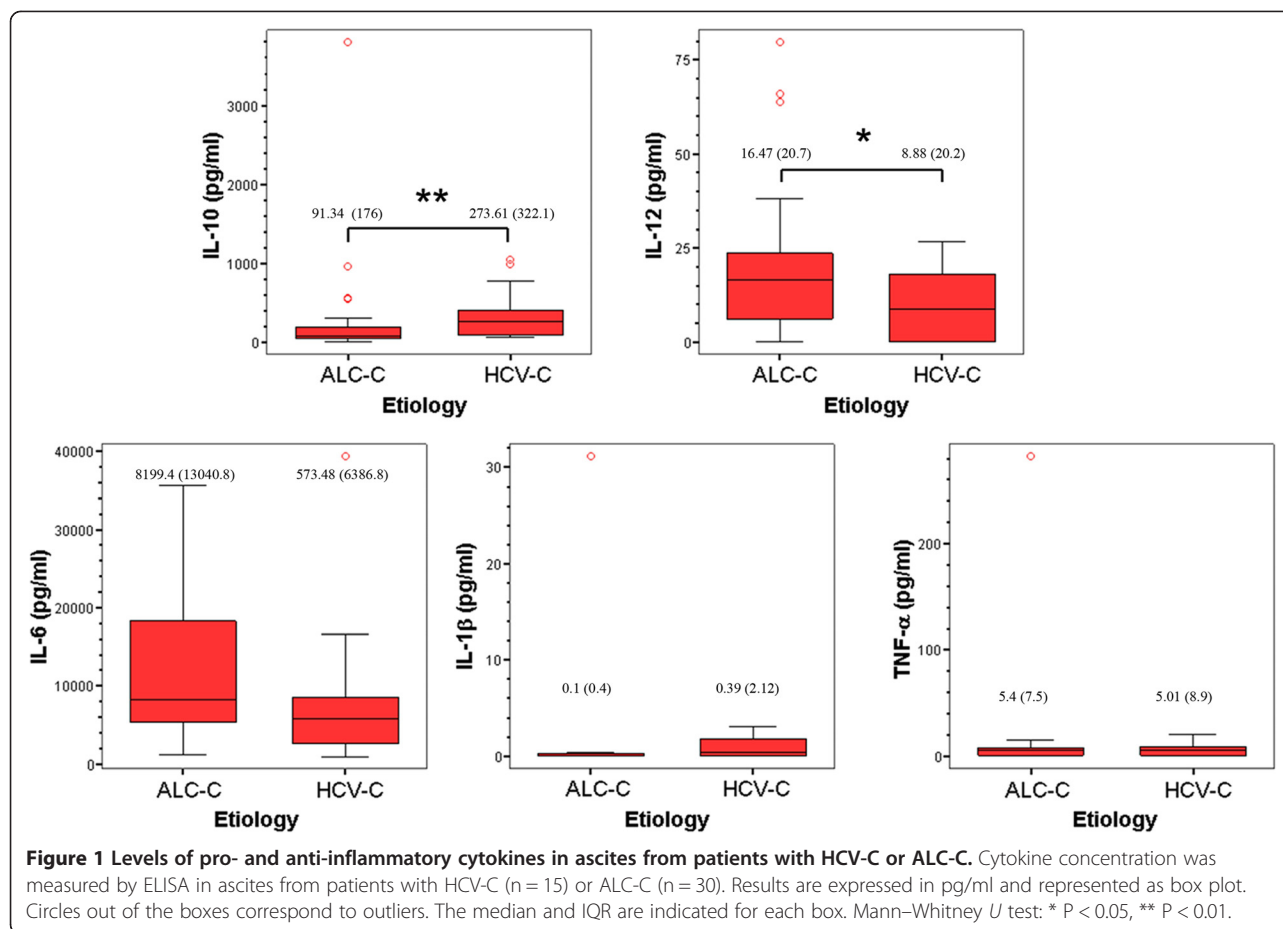 IL-10 (pg/ml)
3000
2000
1000
0
91.34 (176)
**
273.61 (322.1)
ALC-C
HCV-C
Etiology
IL-12 (pg/ml)
75
50
25
0
16.47 (20.7)
*
8.88 (20.2)
ALC-C
HCV-C
Etiology
IL-6 (pg/ml)
40000
30000
20000
10000
0
8199.4 (13040.8)
573.48 (6386.8)
ALC-C
HCV-C
Etiology
IL-1β (pg/ml)
30
20
10
0
0.1 (0.4)
0.39 (2.12)
ALC-C
HCV-C
Etiology
TNF-α (pg/ml)
200
100
0
5.4 (7.5)
5.01 (8.9)
ALC-C
HCV-C
Etiology
Figure 1 Levels of pro- and anti-inflammatory cytokines in ascites from patients with HCV-C or ALC-C. Cytokine concentration was
measured by ELISA in ascites from patients with HCV-C (n = 15) or ALC-C (n = 30). Results are expressed in pg/ml and represented as box plot.
Circles out of the boxes correspond to outliers. The median and IQR are indicated for each box. Mann–Whitney U test: * P < 0.05, ** P < 0.01.